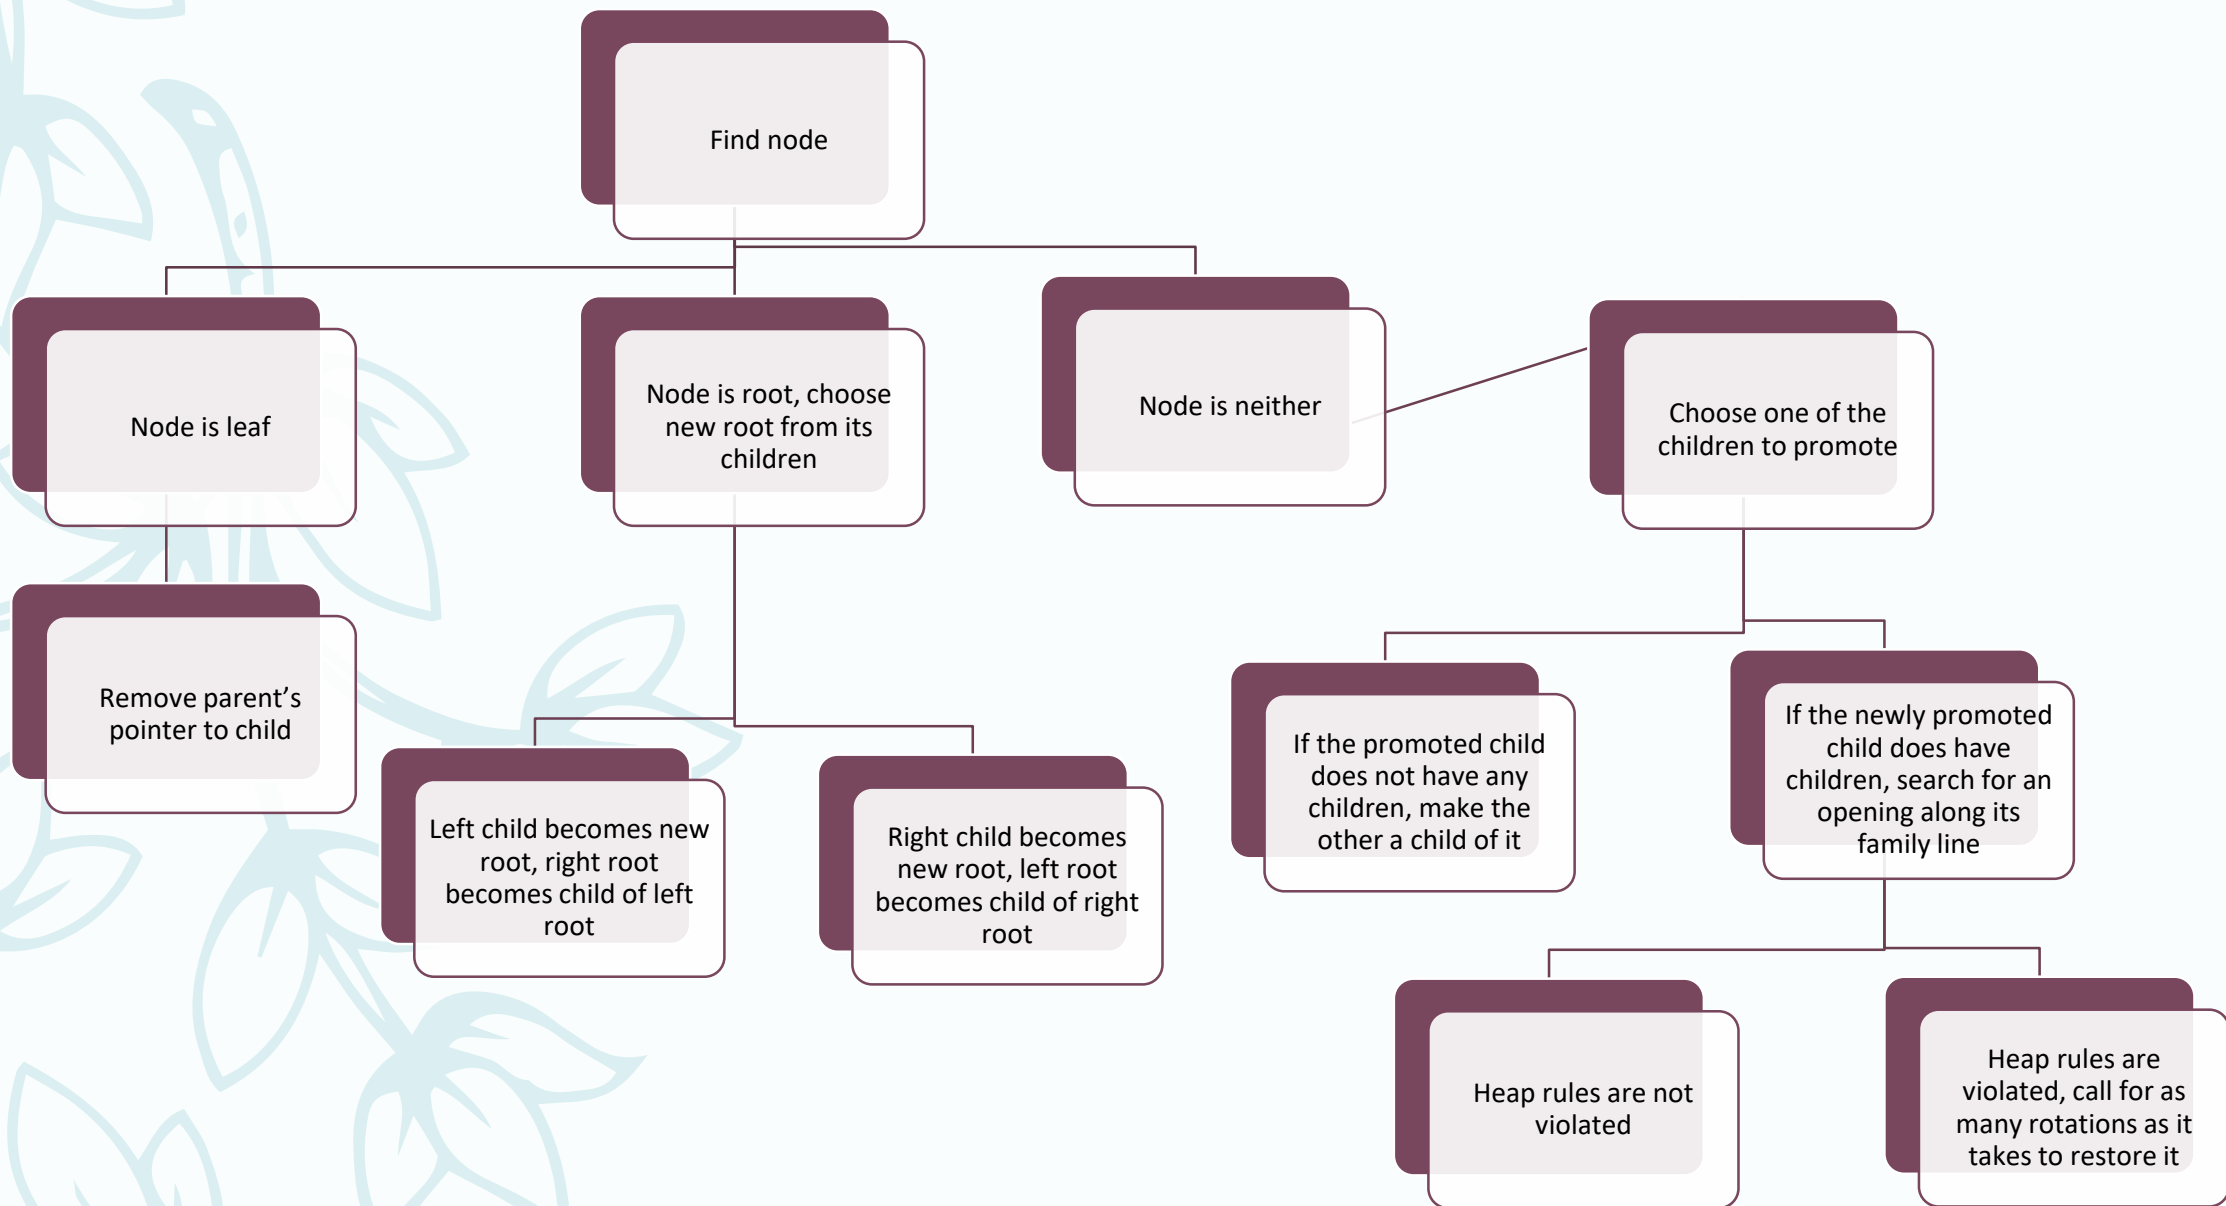 Find node
Node is leaf
Node is root, choose
new root from its
children
Node is neither
Choose one of the
children to promote
Remove parent’s
pointer to child
Left child becomes new
root, right root
becomes child of left
root
Right child becomes
new root, left root
becomes child of right
root
If the promoted child
does not have any
children, make the
other a child of it
If the newly promoted
child does have
children, search for an
opening along its
family line
Heap rules are not
violated
Heap rules are
violated, call for as
many rotations as it
takes to restore it